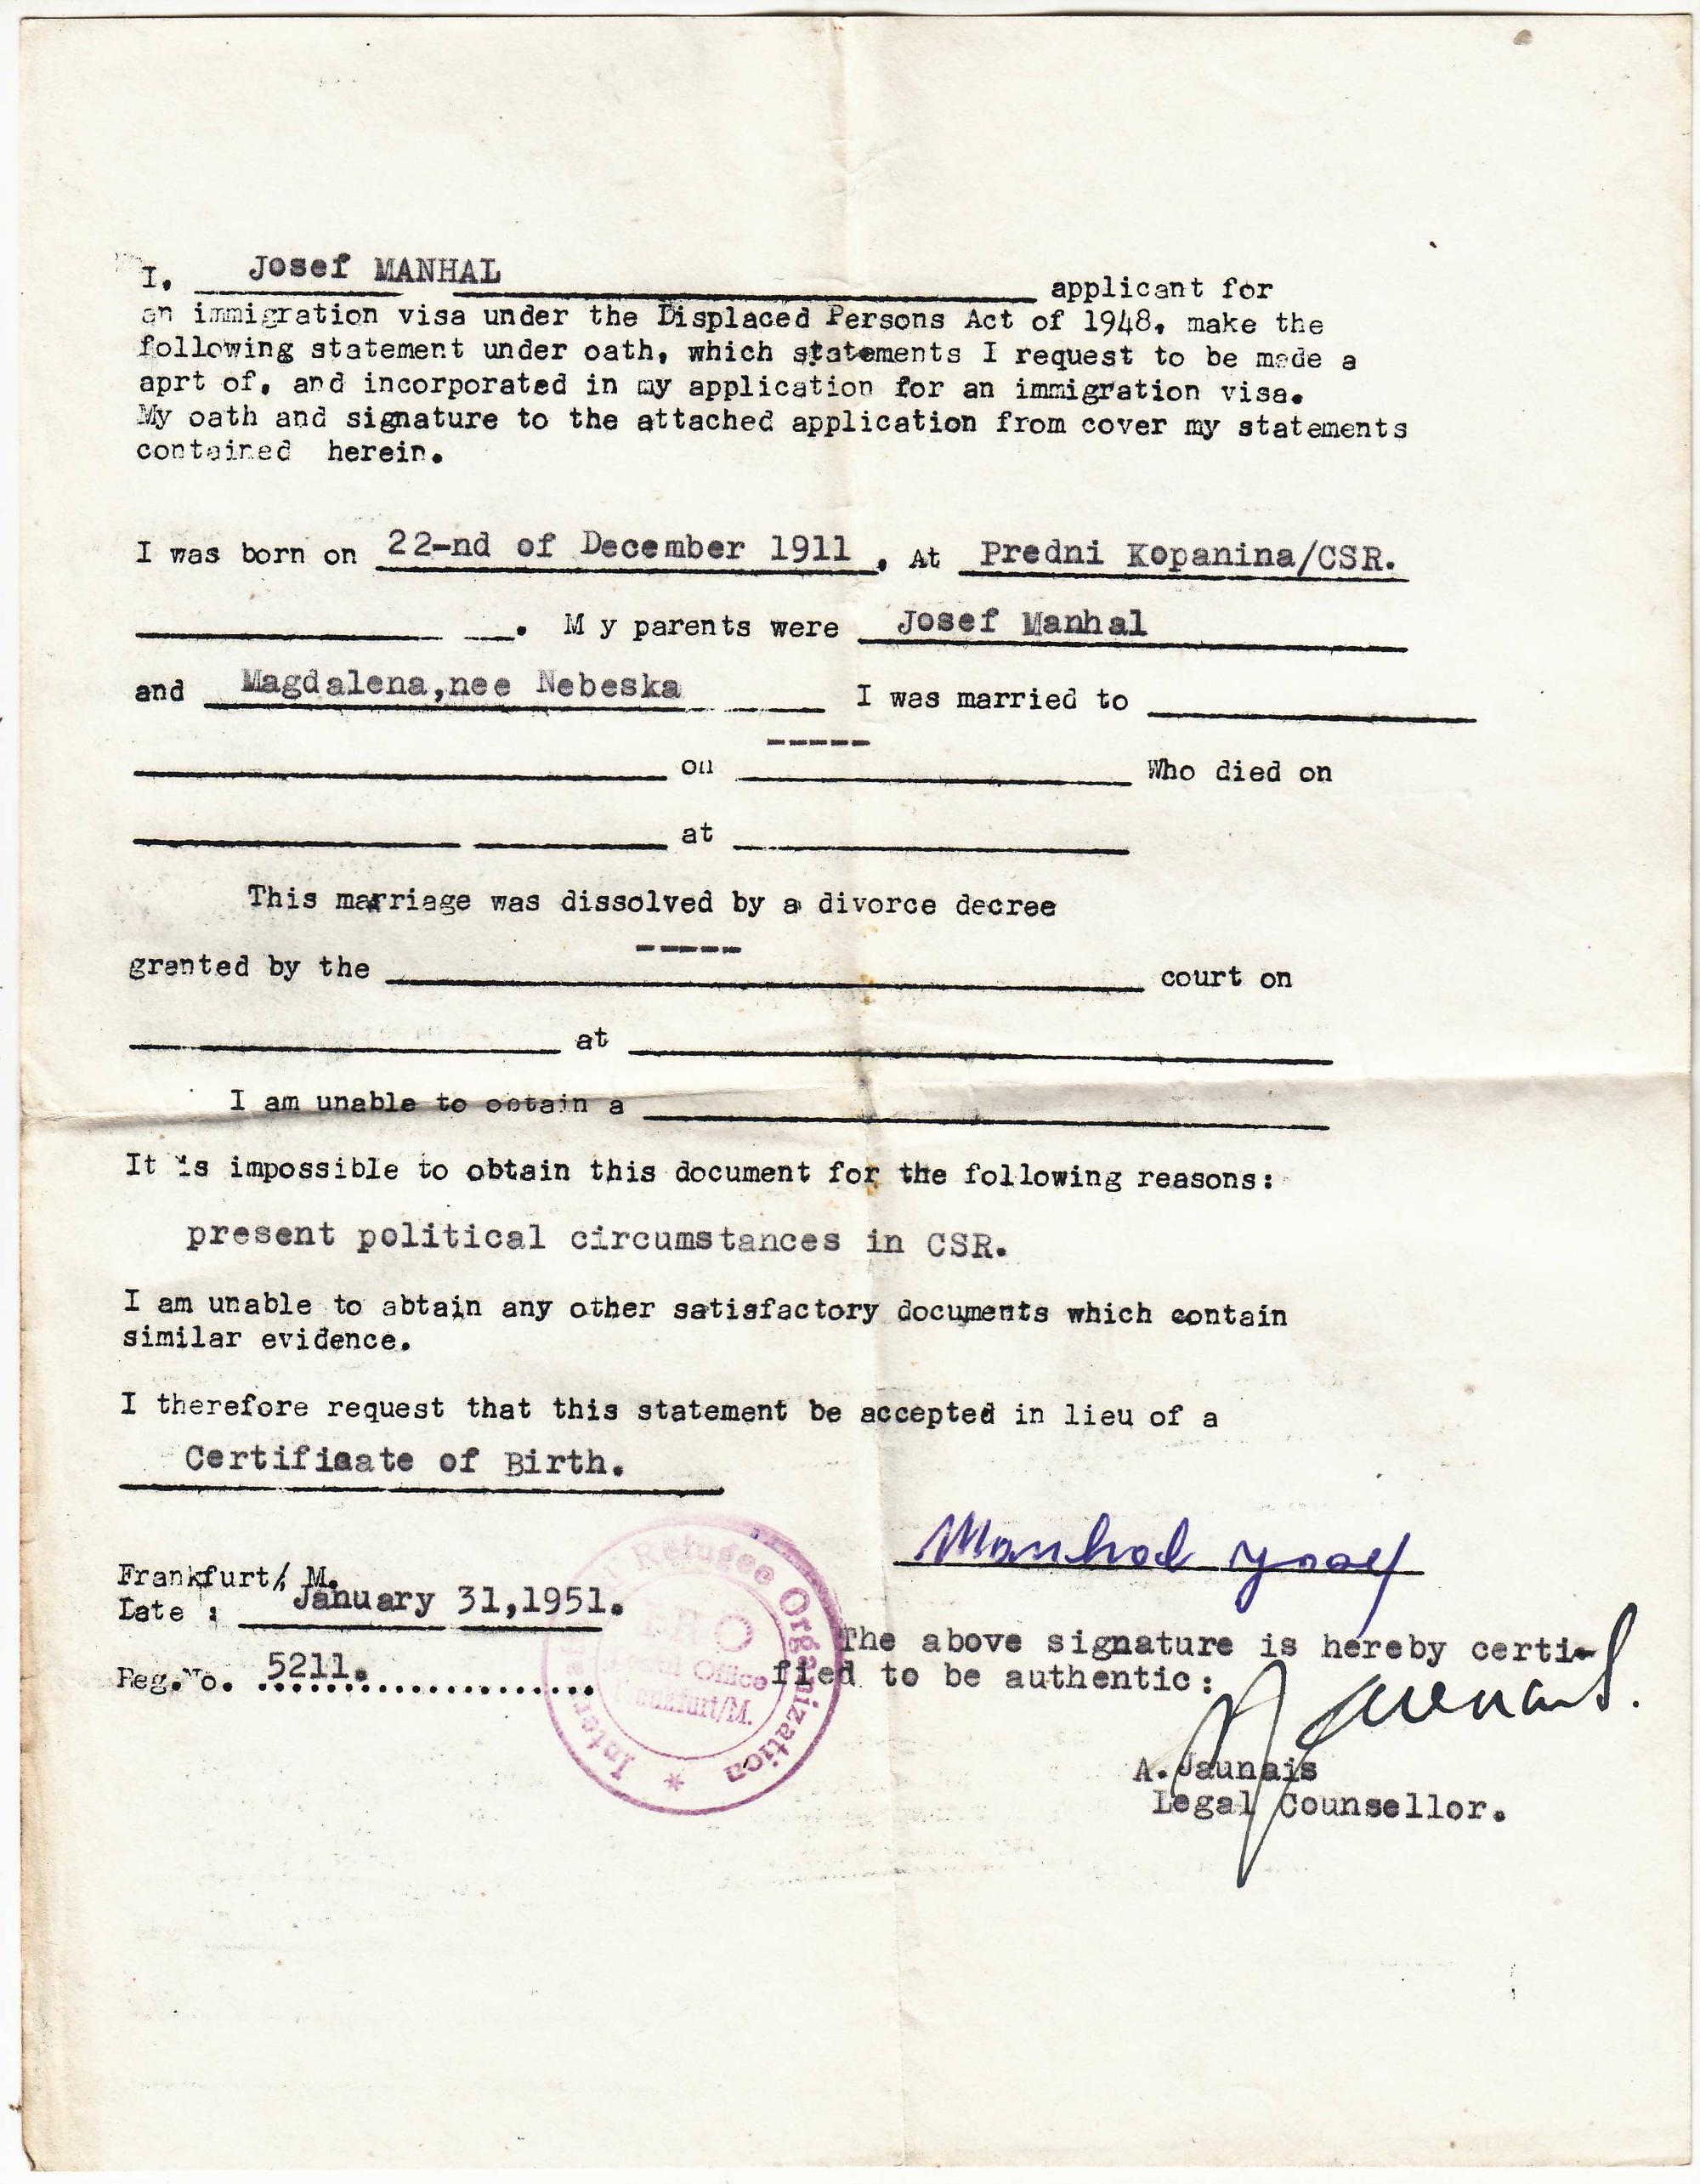 I, Josef MANHAL applicant for
an immigration visa under the Displaced Persons Act of 1948, make the
following statement under oath, which statements I request to be made a
aprt of, and incorporated in my application for an immigration visa.
My oath and signature to the attached application from cover my statements
contained herein.
I was born on 22-nd of December 1911, At Predni Kopanina/CSR.
. M y parents were Josef Manhal
and Magdalena,nee Nebeska I was married to
-----
on Who died on
at
This marriage was dissolved by a divorce decree
-----
granted by the court on
at
I am unable to obtain a
It is impossible to obtain this document for the following reasons:
present political circumstances in CSR.
I am unable to abtain any other satisfactory documents which contain
similar evidence.
I therefore request that this statement be accepted in lieu of a
Certifiaate of Birth.
Manhal Josef
Frankfurt/ M.
Date : January 31,1951.
Reg.No. 5211.
Refugee Organization
IRO
Office
Frankfurt/M.
The above signature is hereby certi-
fied to be authentic:
A. Jaunais
A.Jaunais
Legal Counsellor.